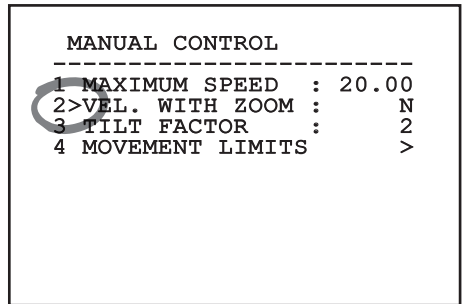 MANUAL CONTROL
-------------------------
1 MAXIMUM SPEED : 20.00
2>VEL. WITH ZOOM : N
3 TILT FACTOR : 2
4 MOVEMENT LIMITS >